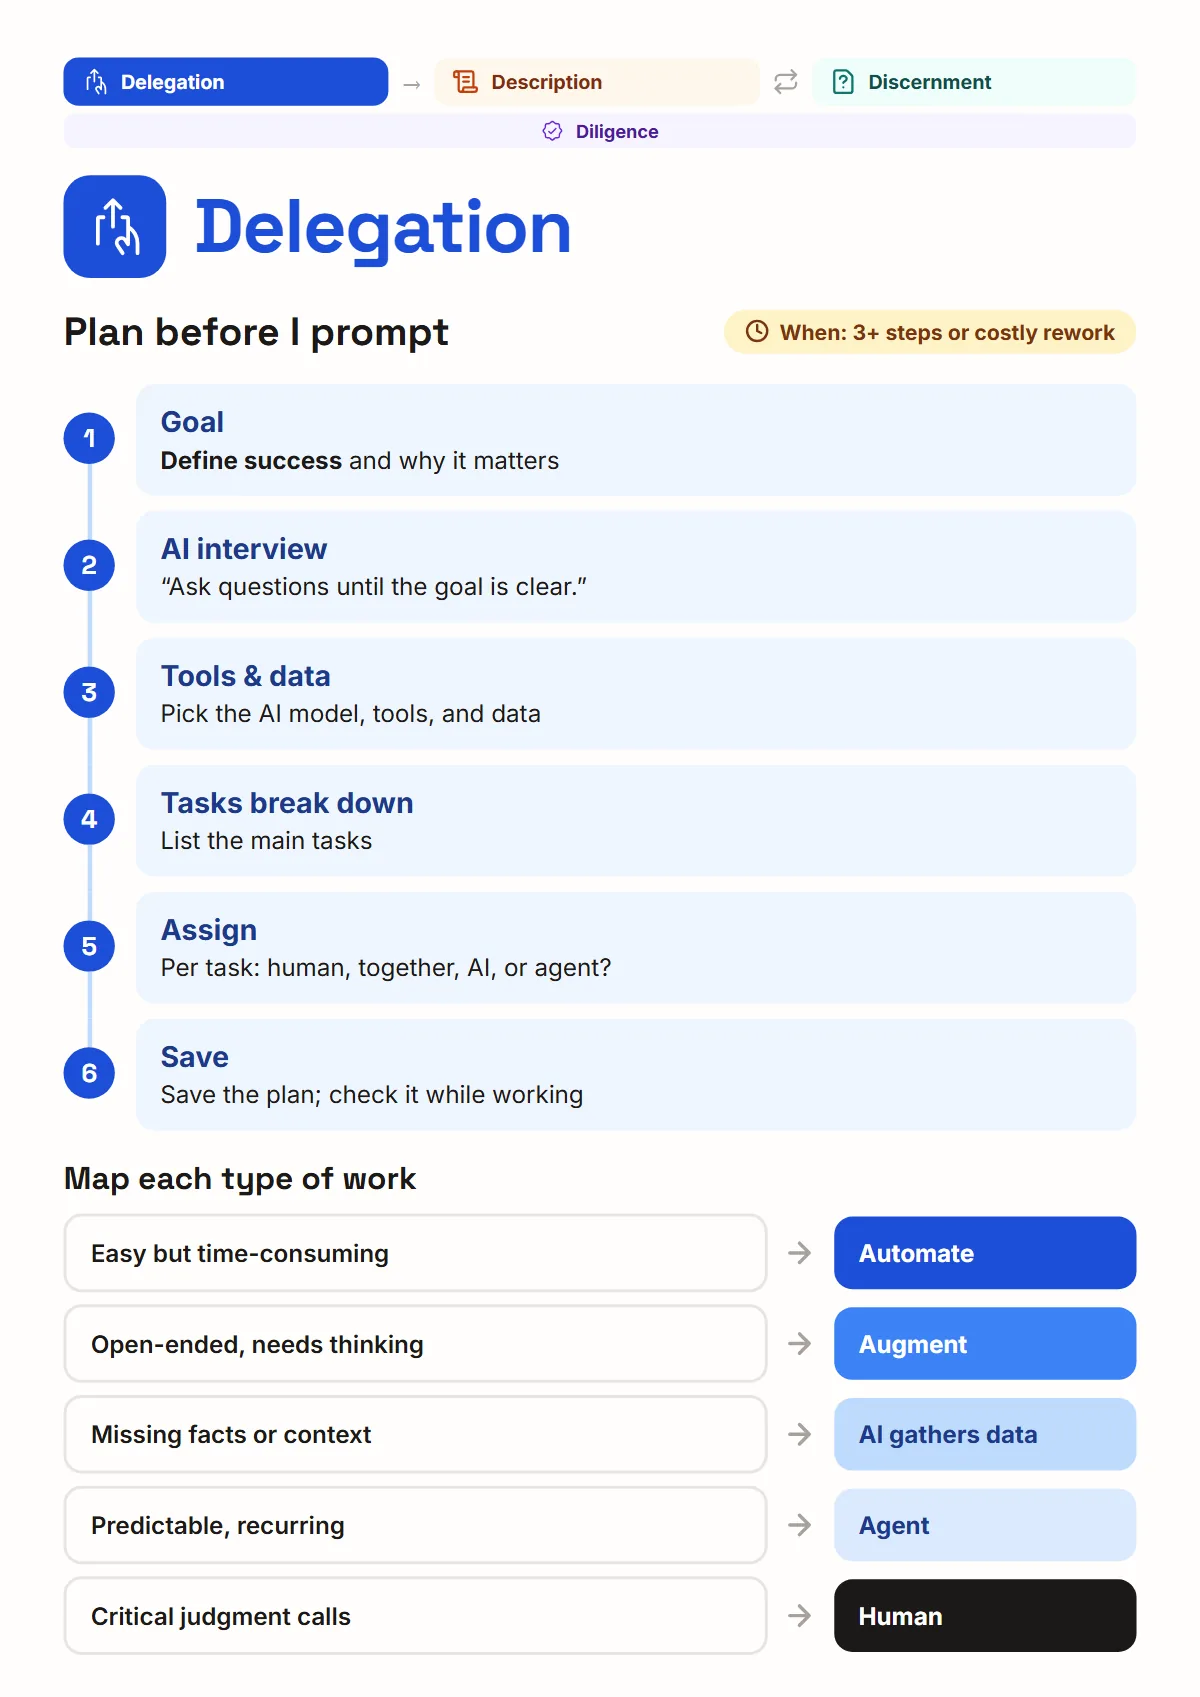 Delegation → Description Discernment
Diligence
Delegation
Plan before I prompt
When: 3+ steps or costly rework
1
Goal
Define success and why it matters
2
AI interview
“Ask questions until the goal is clear.”
3
Tools & data
Pick the AI model, tools, and data
4
Tasks break down
List the main tasks
5
Assign
Per task: human, together, AI, or agent?
6
Save
Save the plan; check it while working
Map each type of work
Easy but time-consuming → Automate
Open-ended, needs thinking → Augment
Missing facts or context → AI gathers data
Predictable, recurring → Agent
Critical judgment calls → Human